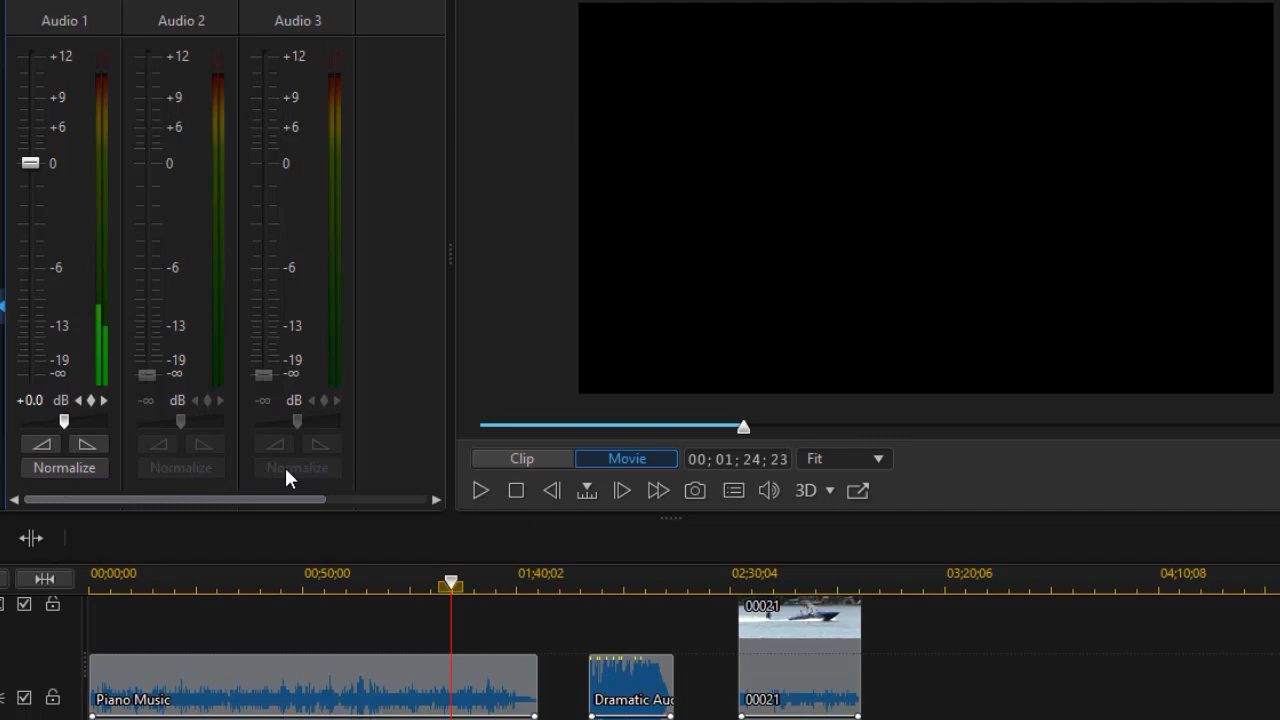 Audio 1 Audio 2 Audio 3
+12 +12 +12
+9 +9 +9
+6 +6 +6
0 0 0
-6 -6 -6
-13 -13 -13
-19 -19 -19
-∞ -∞ -∞
+0.0 dB -∞ dB -∞ dB
Normalize Normalize Normalize
Clip Movie 00; 01; 24; 23 Fit
3D
00;00;00 00;50;00 01;40;02 02;30;04 03;20;06 04;10;08
00021
Piano Music Dramatic Aud 00021